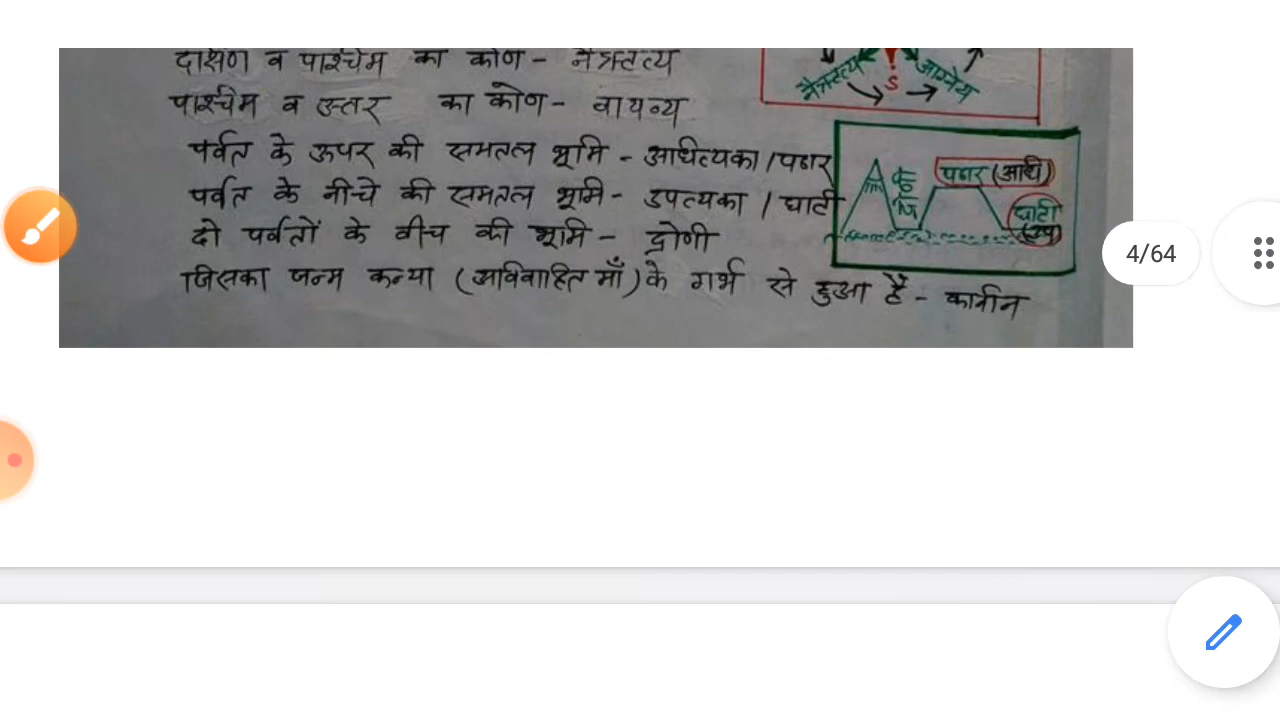 दक्षिण व पश्चिम का कोण - नैऋत्य
पश्चिम व उत्तर का कोण - वायव्य
पर्वत के ऊपर की समतल भूमि - अधित्यका / पठार
पर्वत के नीचे की समतल भूमि - उपत्यका / घाटी
दो पर्वतों के बीच की भूमि - द्रोणी
जिसका जन्म कन्या (अविवाहित माँ) के गर्भ से हुआ है - कानीन
नैऋत्य S आग्नेय
पठार (अधि)
द्रोणी
घाटी
(उप)
4/64